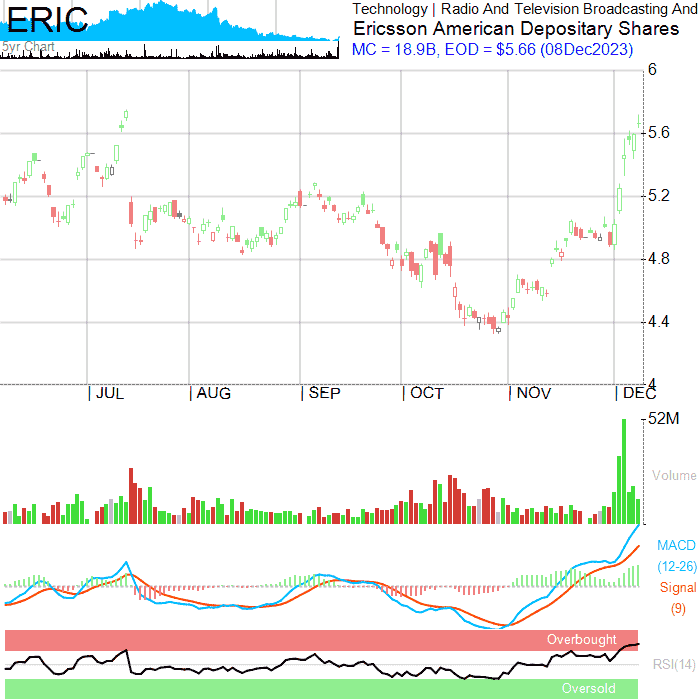 ERIC
5yr Chart
Technology | Radio And Television Broadcasting And
Ericsson American Depositary Shares
MC = 18.9B, EOD = $5.66 (08Dec2023)
6
5.6
5.2
4.8
4.4
4
JUL AUG SEP OCT NOV DEC
52M
Volume
MACD
(12-26)
Signal
(9)
Overbought
RSI(14)
Oversold